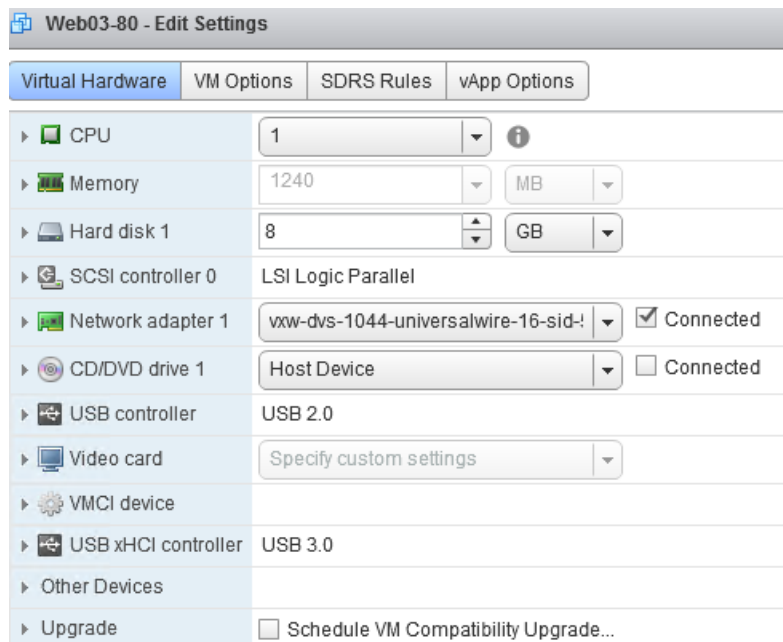 Web03-80 - Edit Settings
Virtual Hardware VM Options SDRS Rules vApp Options
CPU 1
Memory 1240 MB
Hard disk 1 8 GB
SCSI controller 0 LSI Logic Parallel
Network adapter 1 vxw-dvs-1044-universalwire-16-sid- Connected
CD/DVD drive 1 Host Device Connected
USB controller USB 2.0
Video card Specify custom settings
VMCI device
USB xHCI controller USB 3.0
Other Devices
Upgrade Schedule VM Compatibility Upgrade...